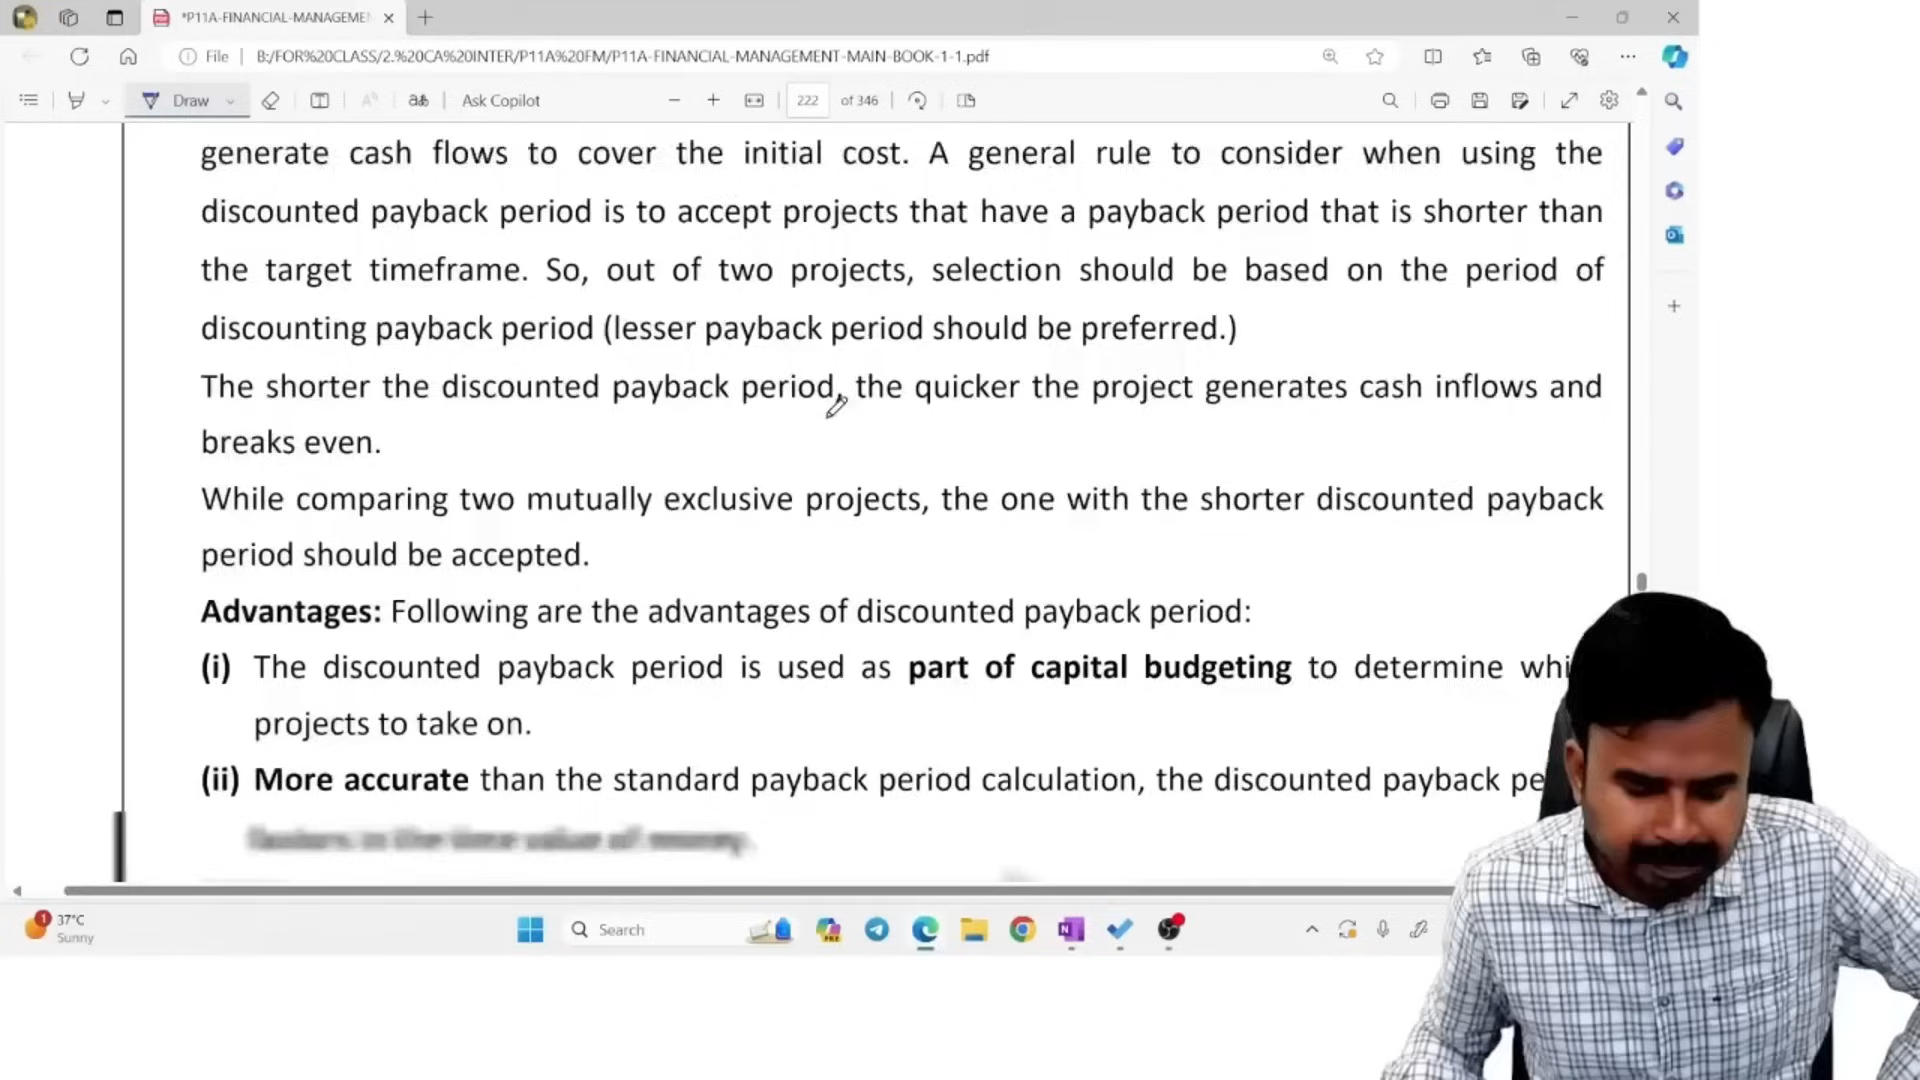 *P11A-FINANCIAL-MANAGEME
File
B:/FOR%20CLASS/2.%20CA%20INTER/P11A%20FM/P11A-FINANCIAL-MANAGEMENT-MAIN-BOOK-1-1.pdf
Draw
Ask Copilot
222 of 346
generate cash flows to cover the initial cost. A general rule to consider when using the
discounted payback period is to accept projects that have a payback period that is shorter than
the target timeframe. So, out of two projects, selection should be based on the period of
discounting payback period (lesser payback period should be preferred.)
The shorter the discounted payback period, the quicker the project generates cash inflows and
breaks even.
While comparing two mutually exclusive projects, the one with the shorter discounted payback
period should be accepted.
Advantages: Following are the advantages of discounted payback period:
(i) The discounted payback period is used as part of capital budgeting to determine whi
projects to take on.
(ii) More accurate than the standard payback period calculation, the discounted payback pe
factors in the time value of money.
1
37°C
Sunny
Search